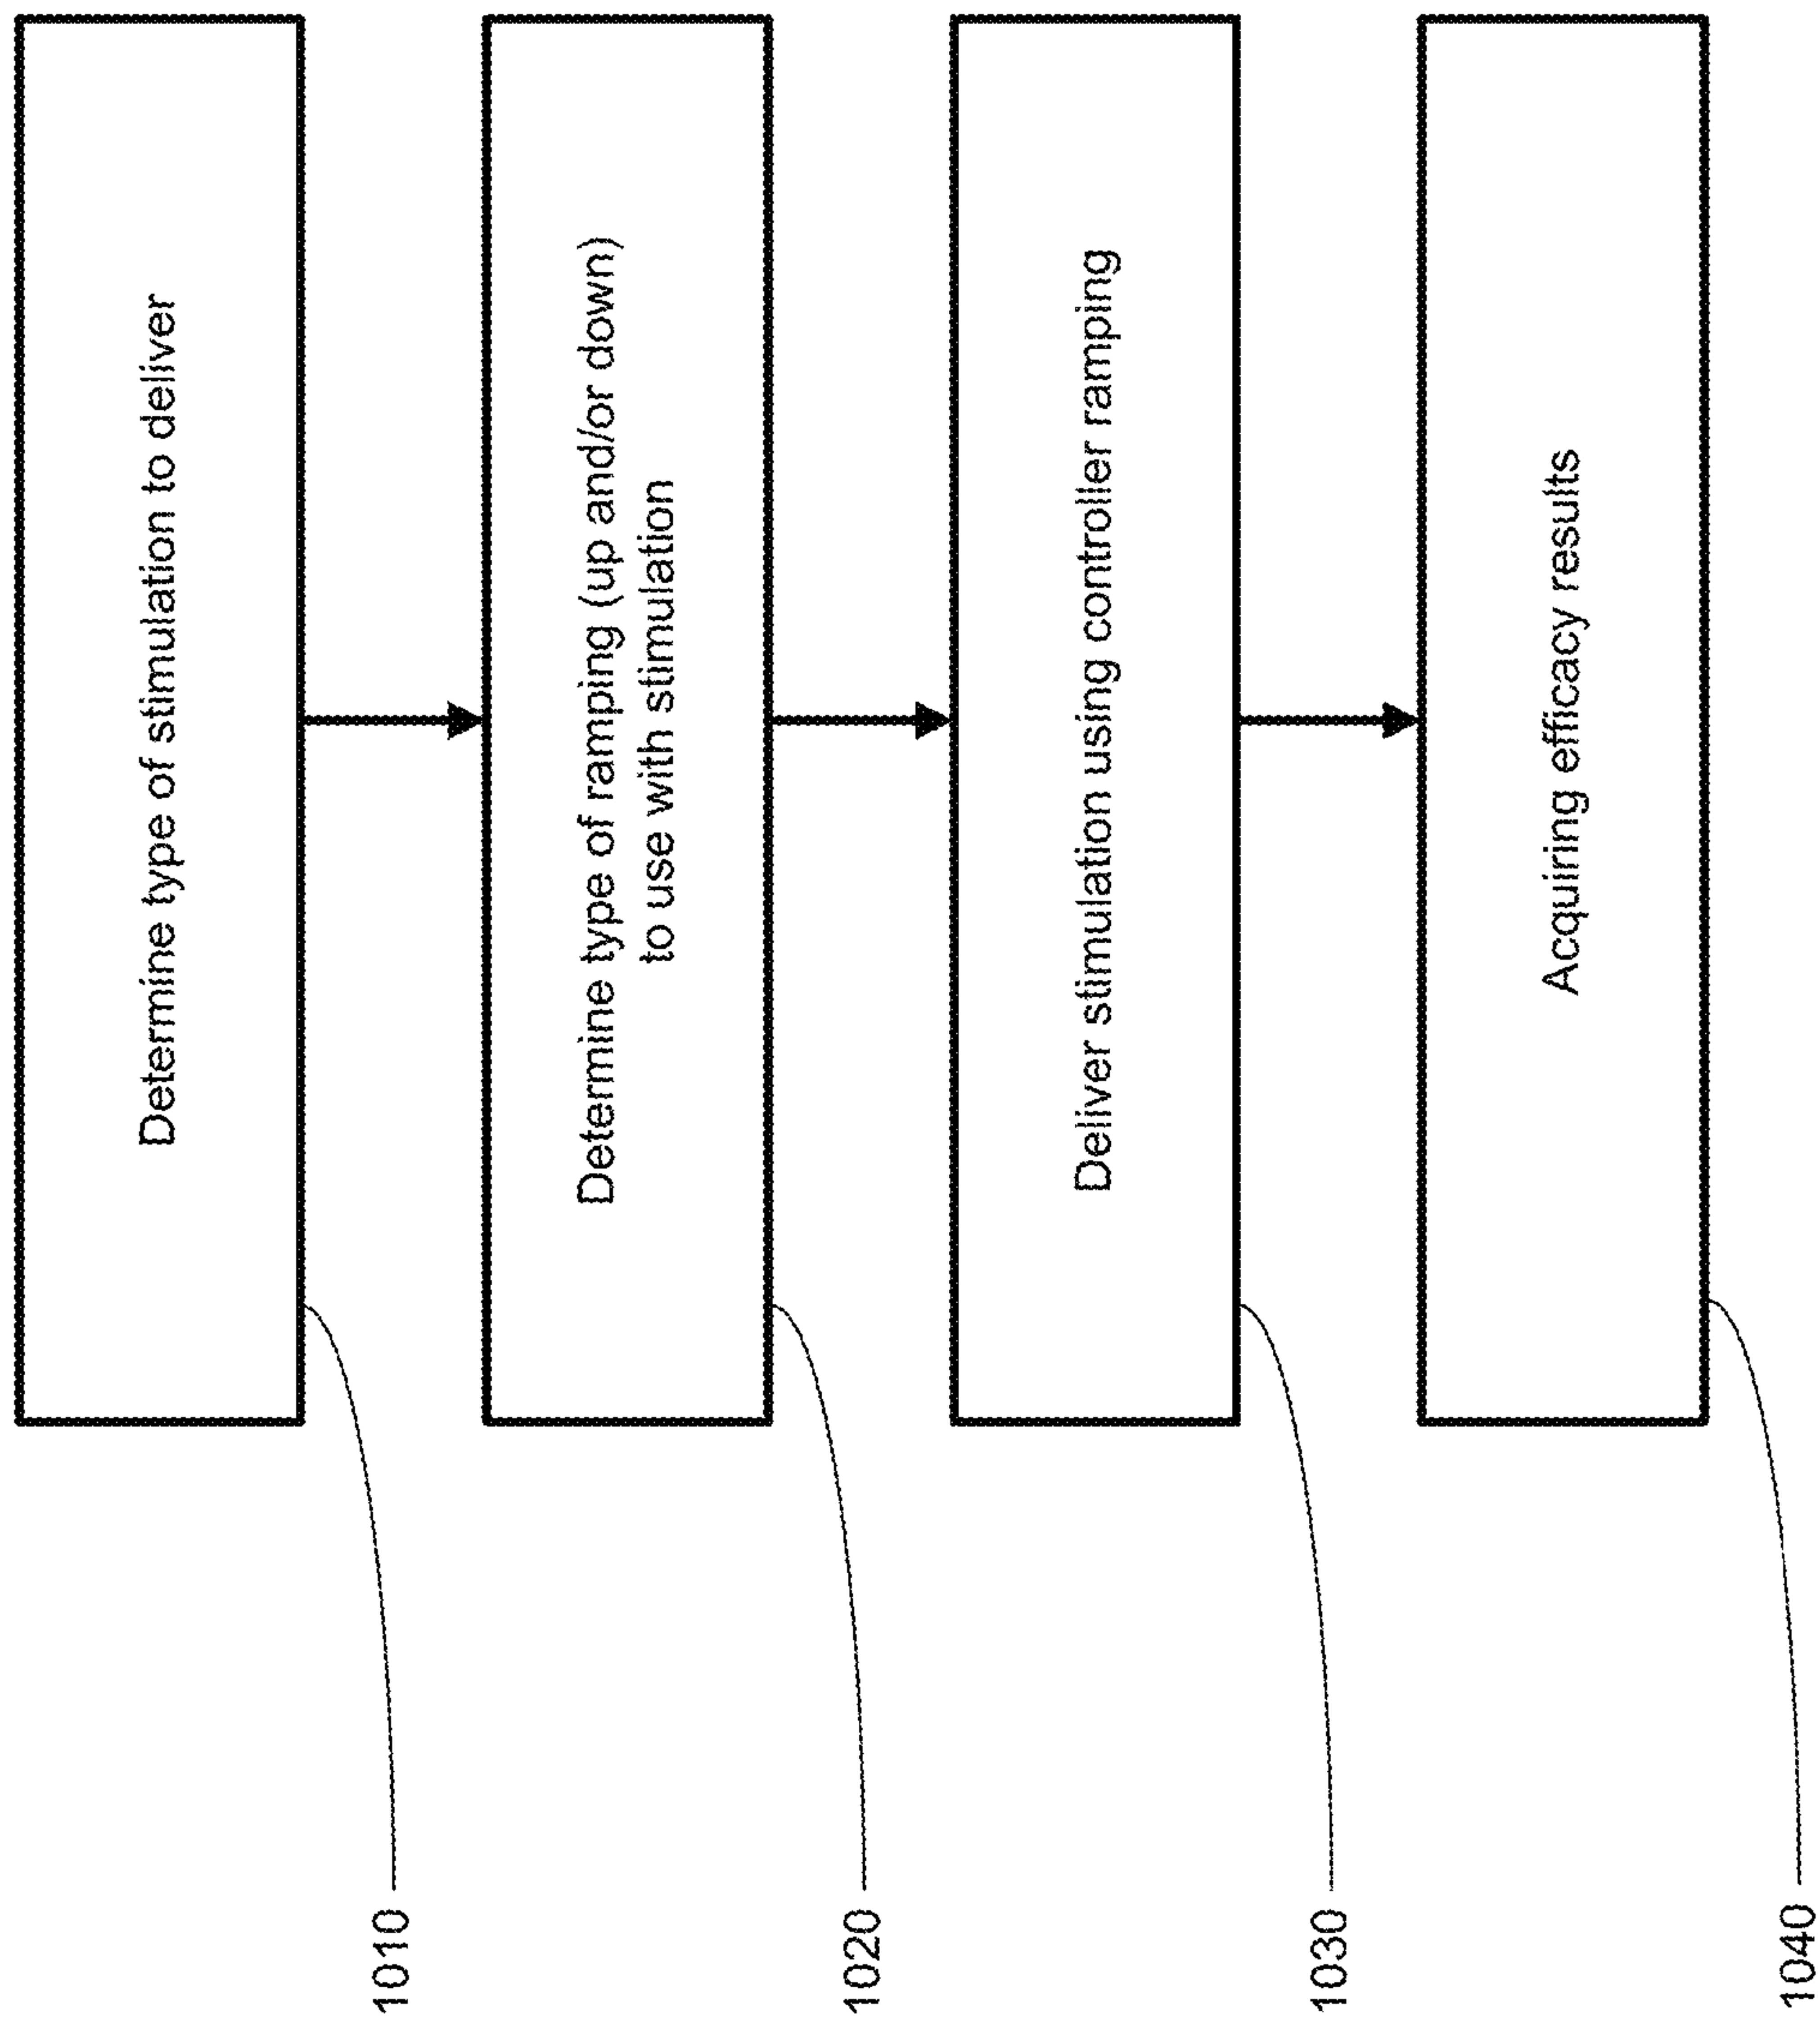 Determine type of stimulation to deliver
1010
Determine type of ramping (up and/or down)
to use with stimulation
1020
Deliver stimulation using controller ramping
1030
Acquiring efficacy results
1040